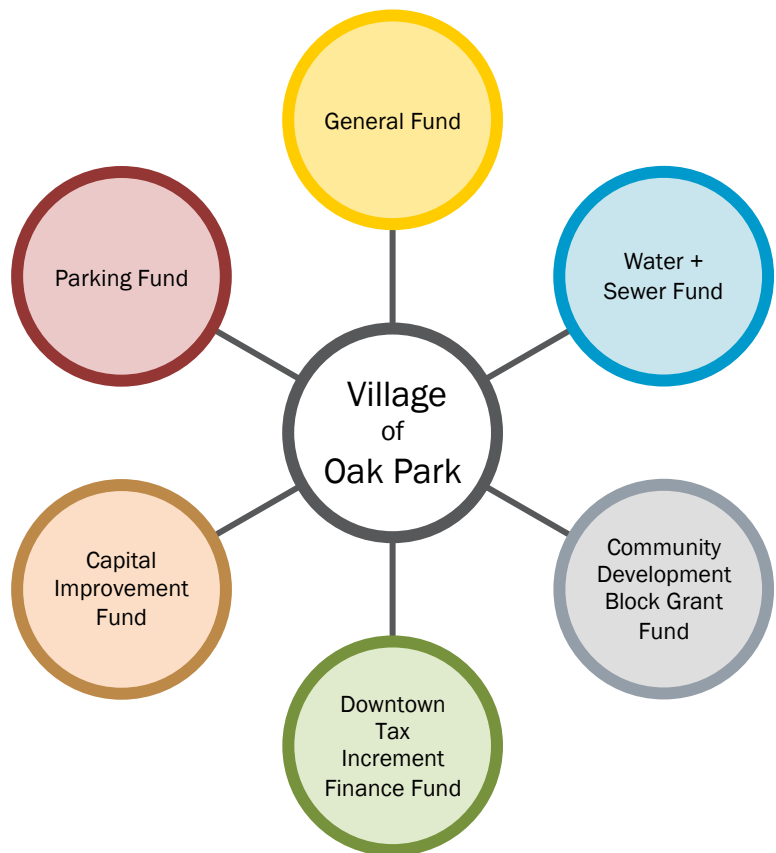 General Fund
Parking Fund
Water +
Sewer Fund
Village
of
Oak Park
Capital
Improvement
Fund
Community
Development
Block Grant
Fund
Downtown
Tax
Increment
Finance Fund